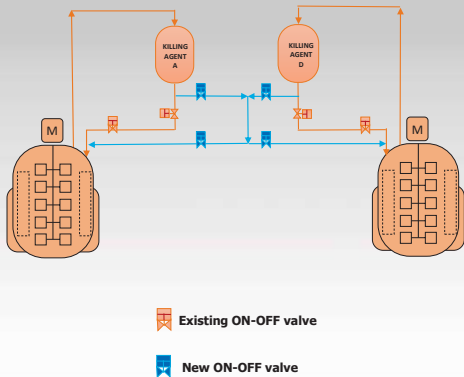 KILLING
AGENT
A
KILLING
AGENT
D
M
M
Existing ON-OFF valve
New ON-OFF valve